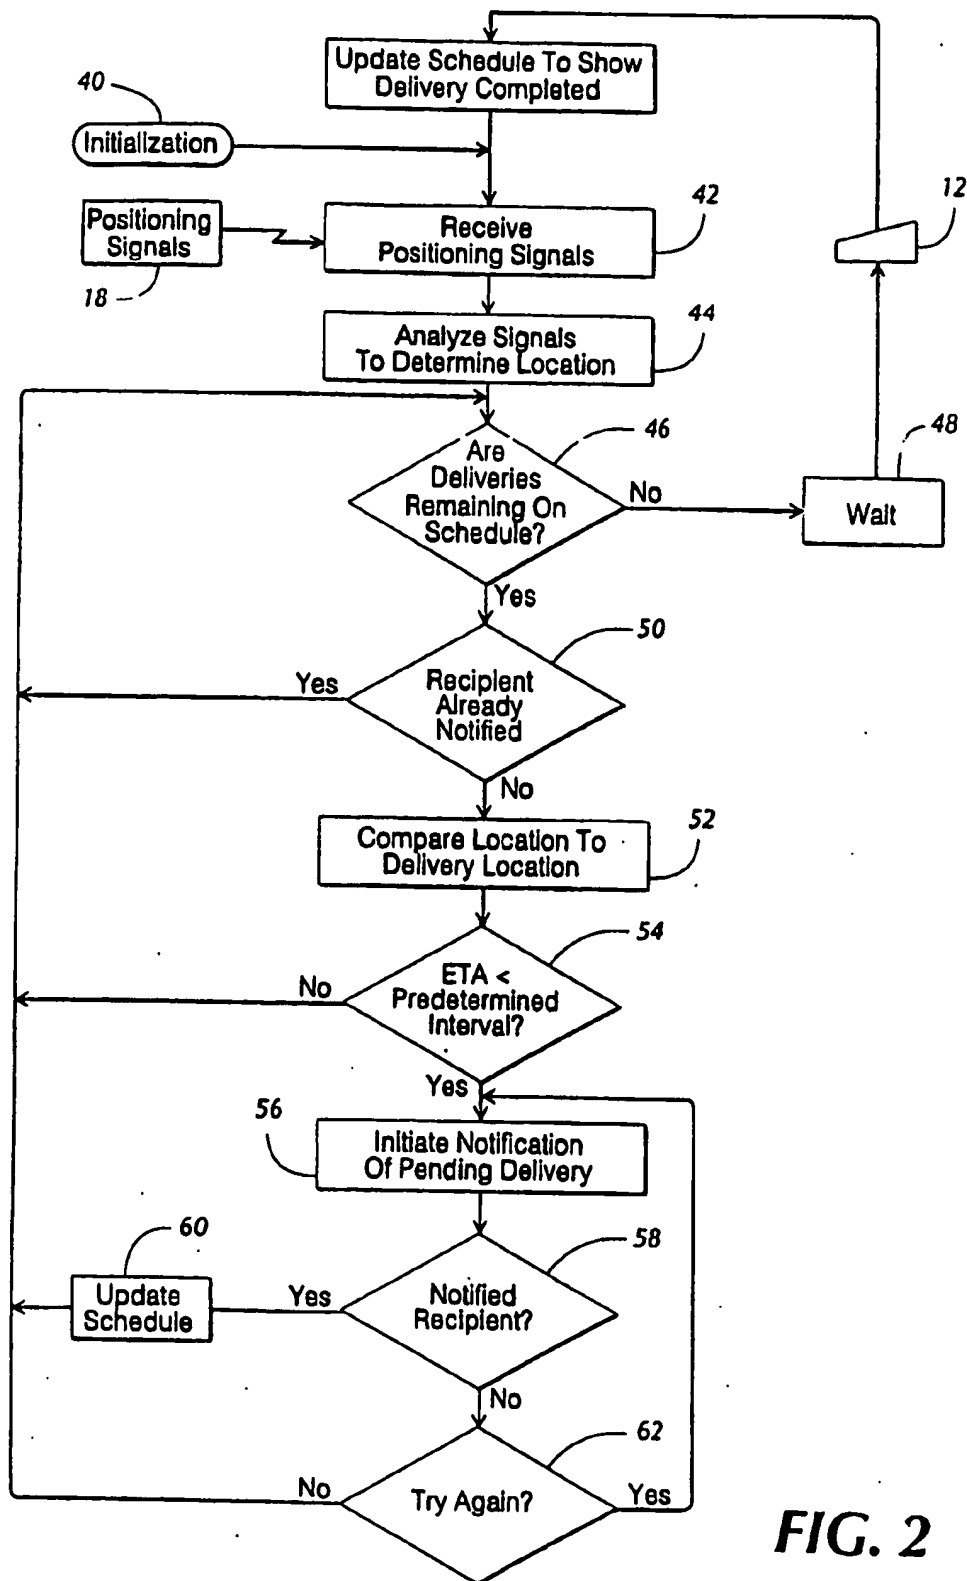 Update Schedule To Show
Delivery Completed
40
Initialization
12
Positioning
Signals
18
42
Receive
Positioning Signals
44
Analyze Signals
To Determine Location
46
Are
Deliveries
Remaining On
Schedule?
No
48
Wait
Yes
50
Recipient
Already
Notified
Yes
No
52
Compare Location To
Delivery Location
54
ETA <
Predetermined
Interval?
No
Yes
56
Initiate Notification
Of Pending Delivery
58
60
Update
Schedule
Yes
Notified
Recipient?
No
62
No
Try Again?
Yes
FIG. 2